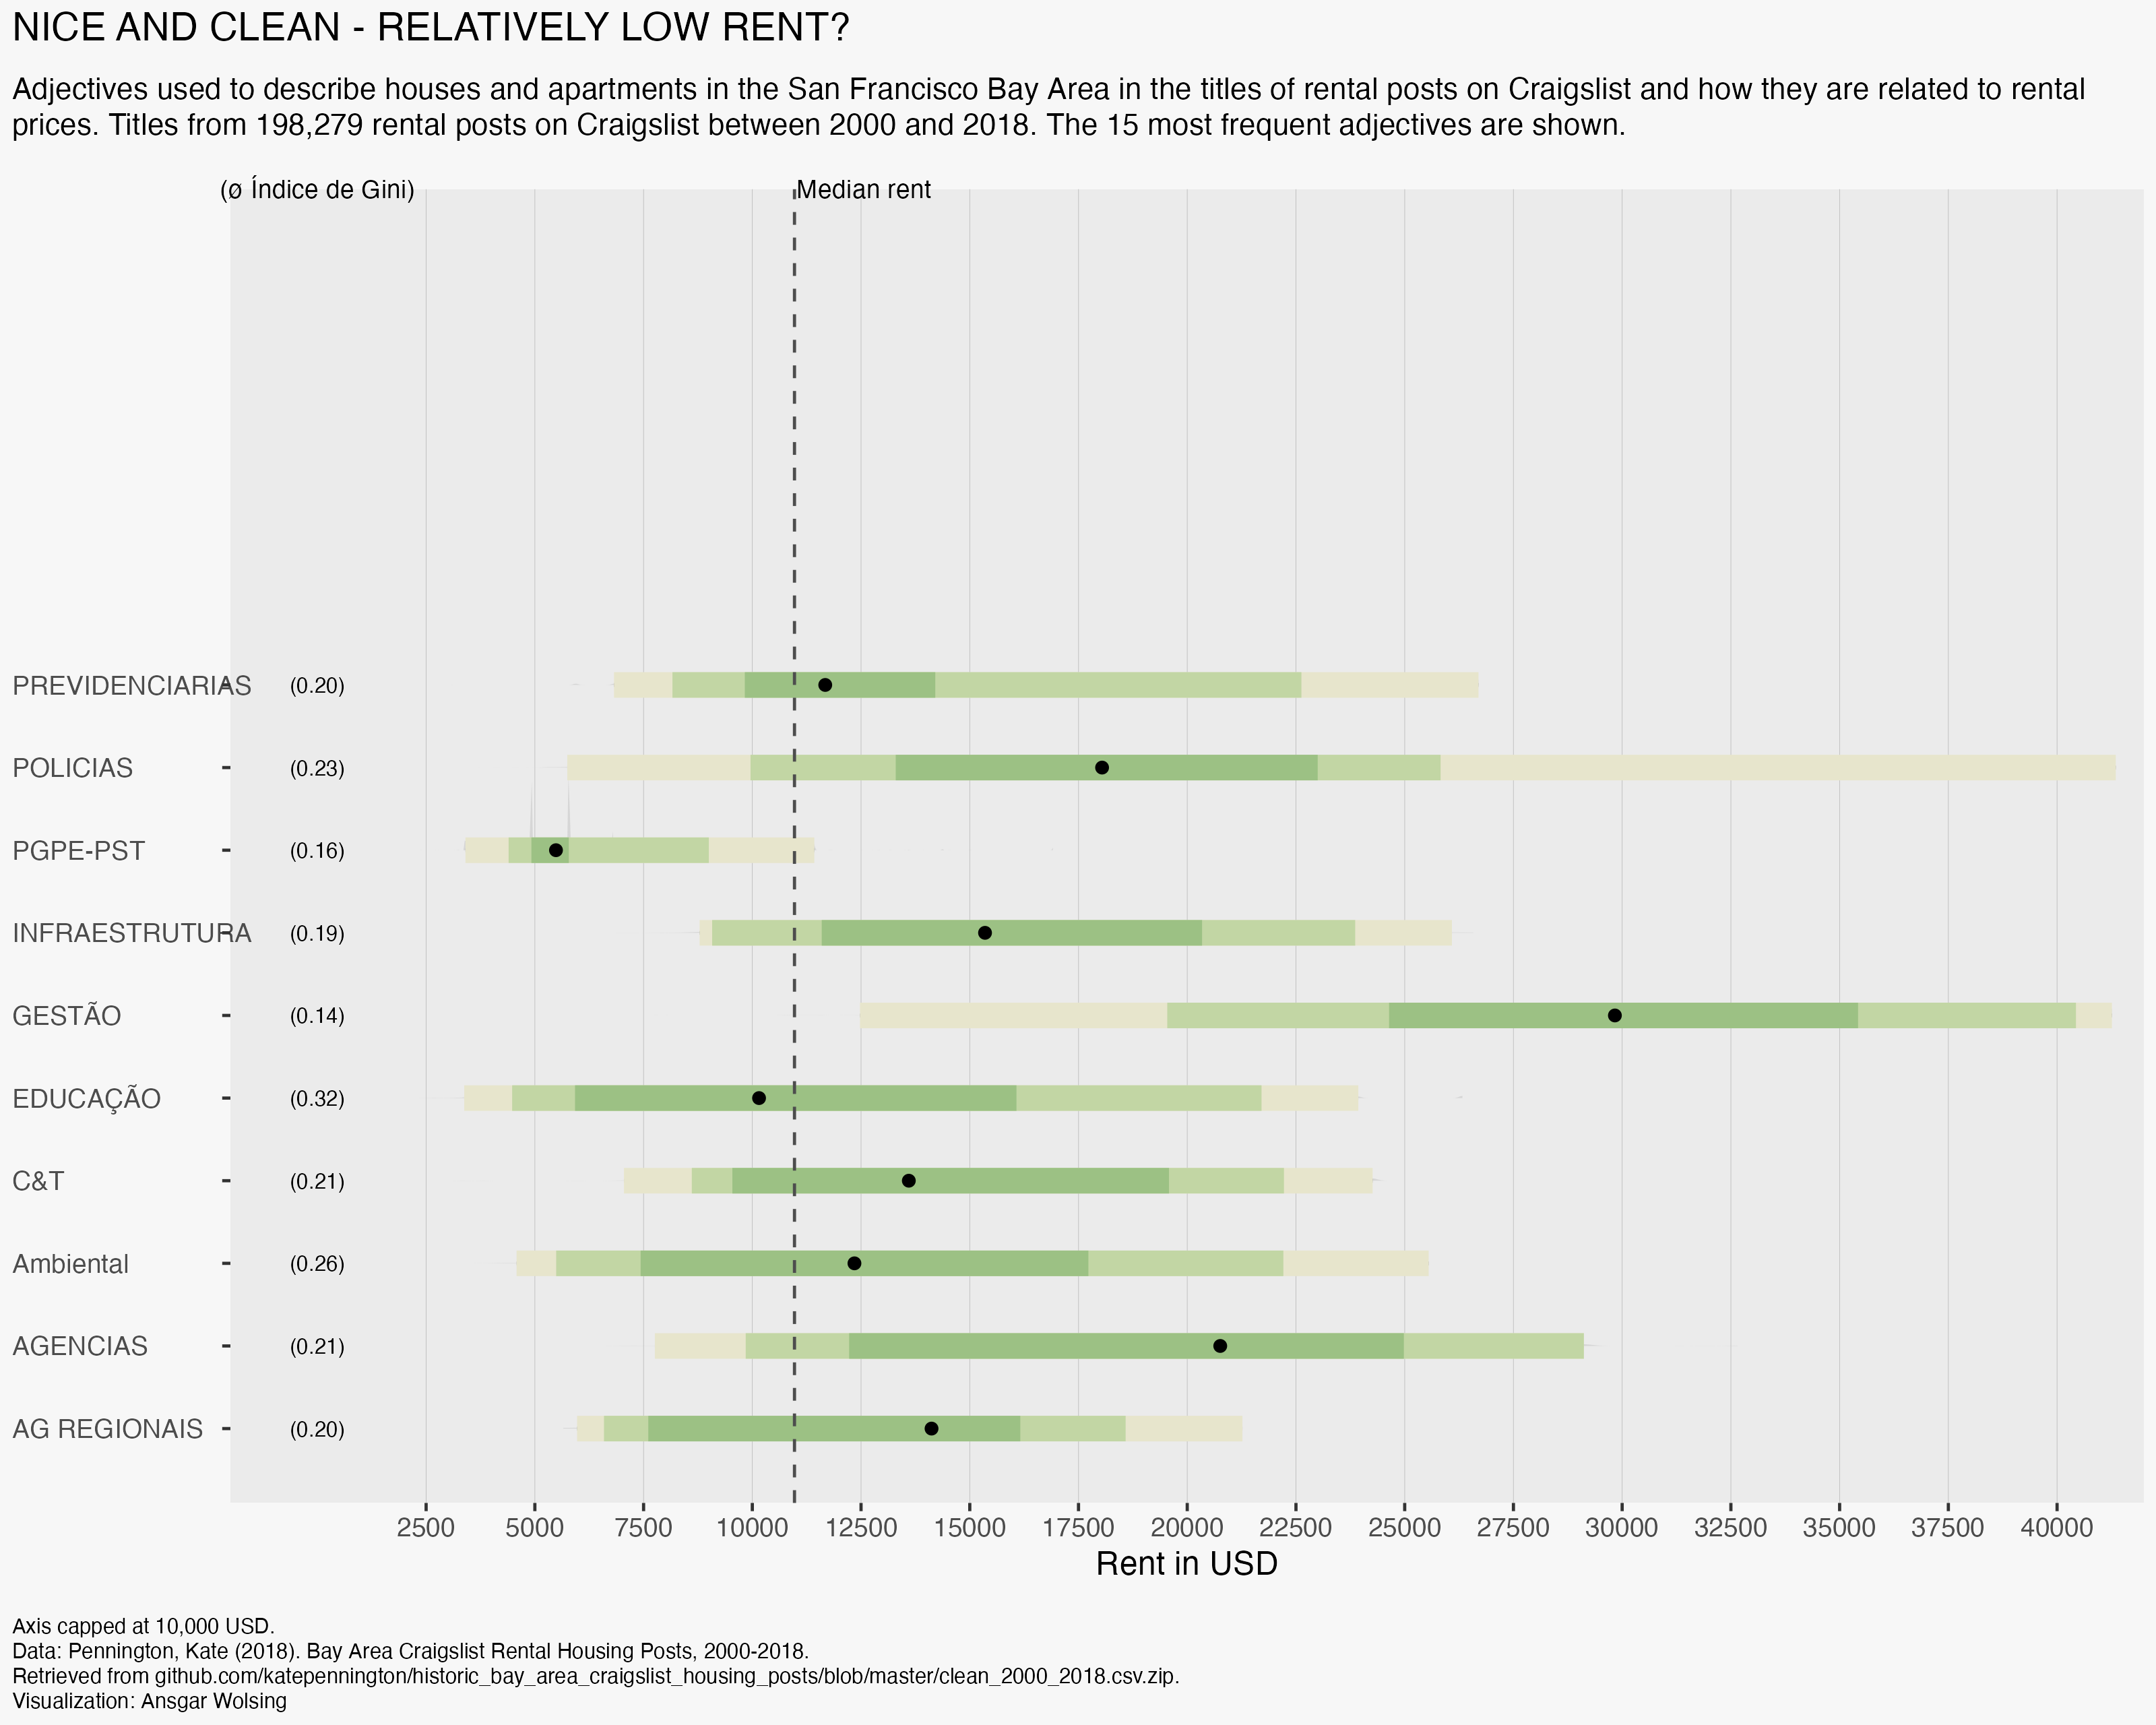 NICE AND CLEAN - RELATIVELY LOW RENT?
Adjectives used to describe houses and apartments in the San Francisco Bay Area in the titles of rental posts on Craigslist and how they are related to rental
prices. Titles from 198,279 rental posts on Craigslist between 2000 and 2018. The 15 most frequent adjectives are shown.
(ø Índice de Gini) Median rent
PREVIDENCIARIAS (0.20)
POLICIAS (0.23)
PGPE-PST (0.16)
INFRAESTRUTURA (0.19)
GESTÃO (0.14)
EDUCAÇÃO (0.32)
C&T (0.21)
Ambiental (0.26)
AGENCIAS (0.21)
AG REGIONAIS (0.20)
2500 5000 7500 10000 12500 15000 17500 20000 22500 25000 27500 30000 32500 35000 37500 40000
Rent in USD
Axis capped at 10,000 USD.
Data: Pennington, Kate (2018). Bay Area Craigslist Rental Housing Posts, 2000-2018.
Retrieved from github.com/katepennington/historic_bay_area_craigslist_housing_posts/blob/master/clean_2000_2018.csv.zip.
Visualization: Ansgar Wolsing